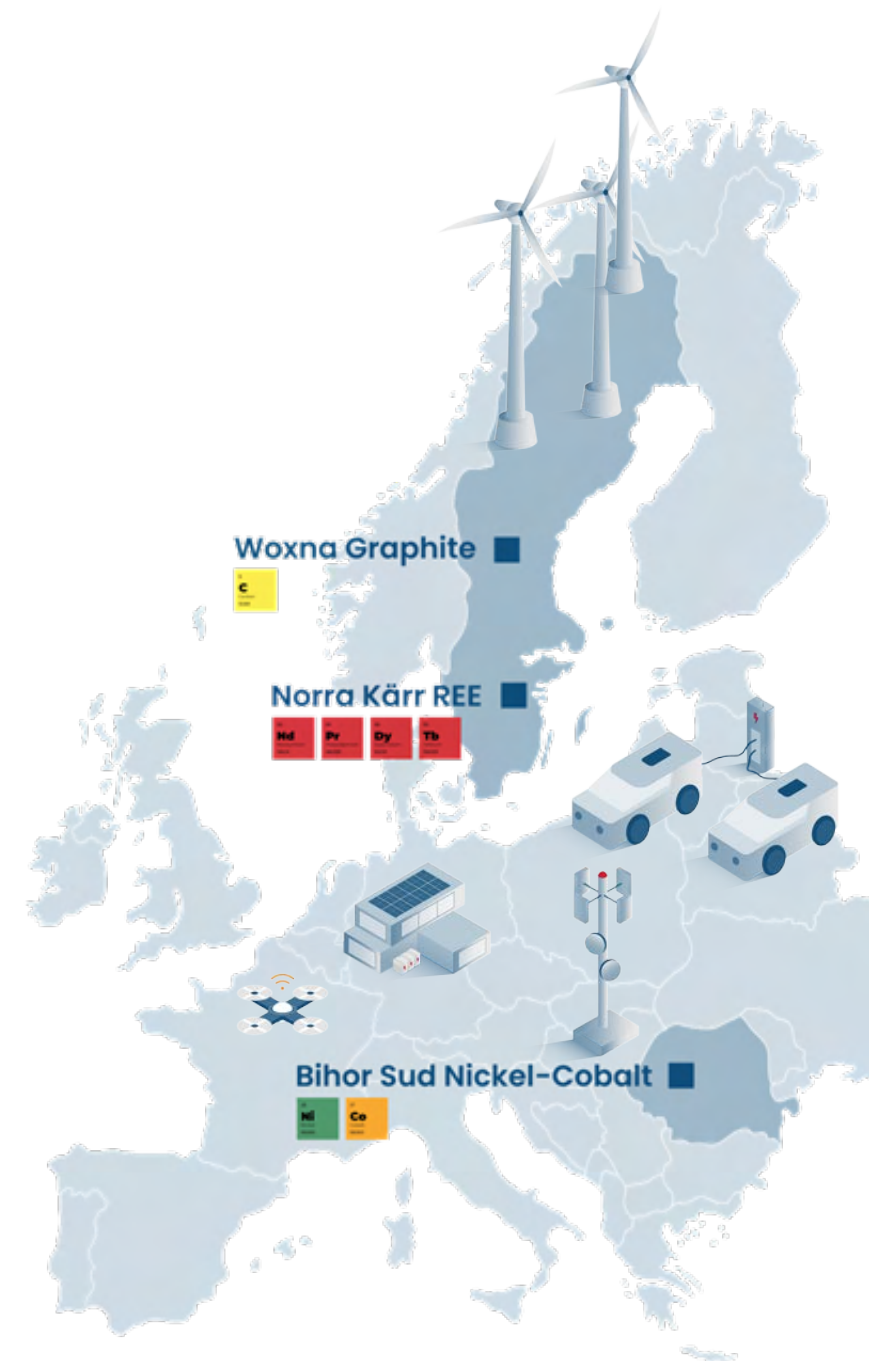 Woxna Graphite
C
Norra Kärr REE
Nd Pr Dy Tb
Bihor Sud Nickel-Cobalt
Ni Co